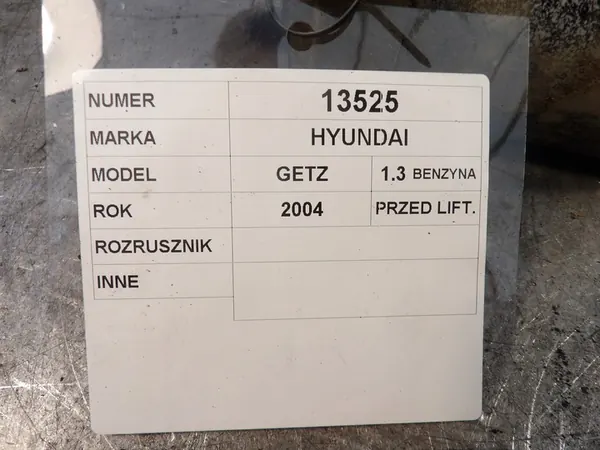 NUMER 13525
MARKA HYUNDAI
MODEL GETZ 1.3 BENZYNA
ROK 2004 PRZED LIFT.
ROZRUSZNIK
INNE